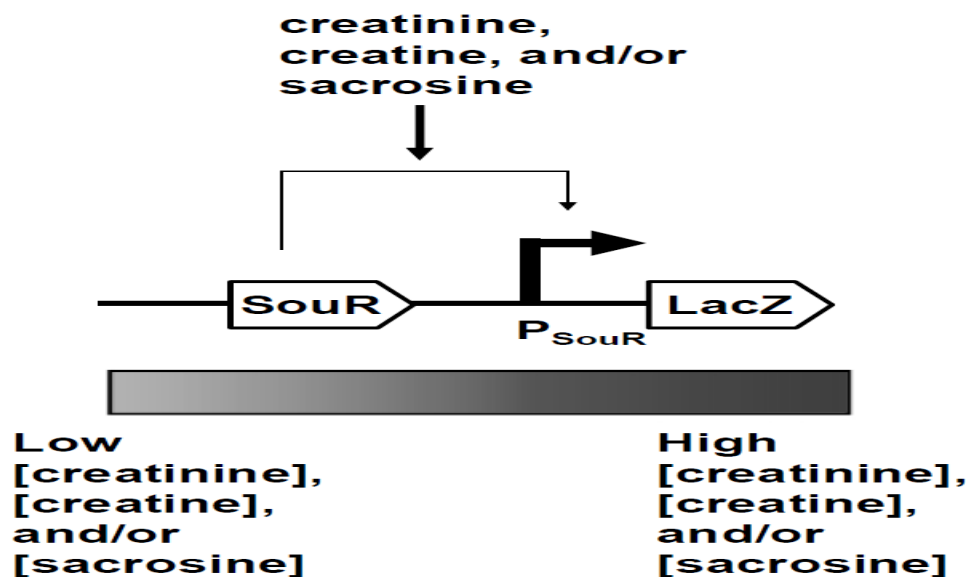 creatinine,
creatine, and/or
sacrosine
SouR
LacZ
PSouR
Low
[creatinine],
[creatine],
and/or
[sacrosine]
High
[creatinine],
[creatine],
and/or
[sacrosine]